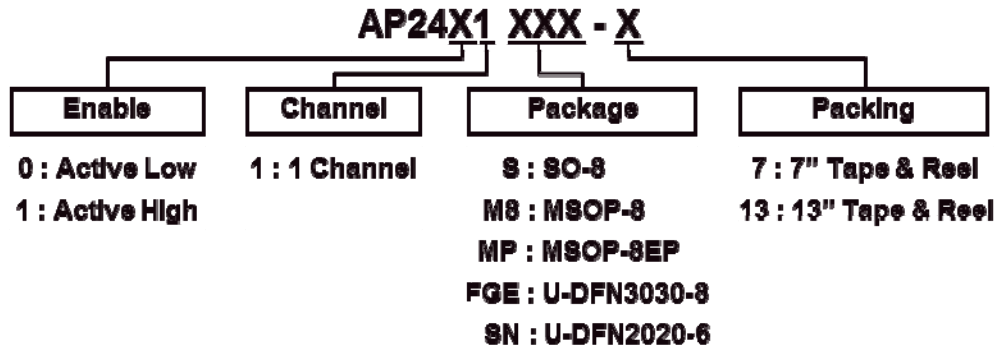 AP24X1 XXX - X
Enable Channel Package Packing
0 : Active Low 1 : 1 Channel S : SO-8 7 : 7" Tape & Reel
1 : Active High M8 : MSOP-8 13 : 13" Tape & Reel
MP : MSOP-8EP
FGE : U-DFN3030-8
SN : U-DFN2020-6